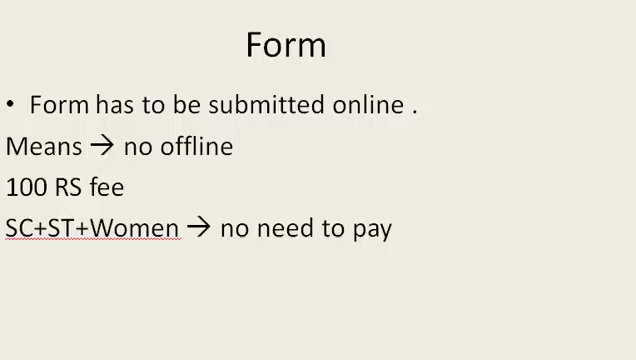 Form
• Form has to be submitted online .
Means → no offline
100 RS fee
SC+ST+Women → no need to pay